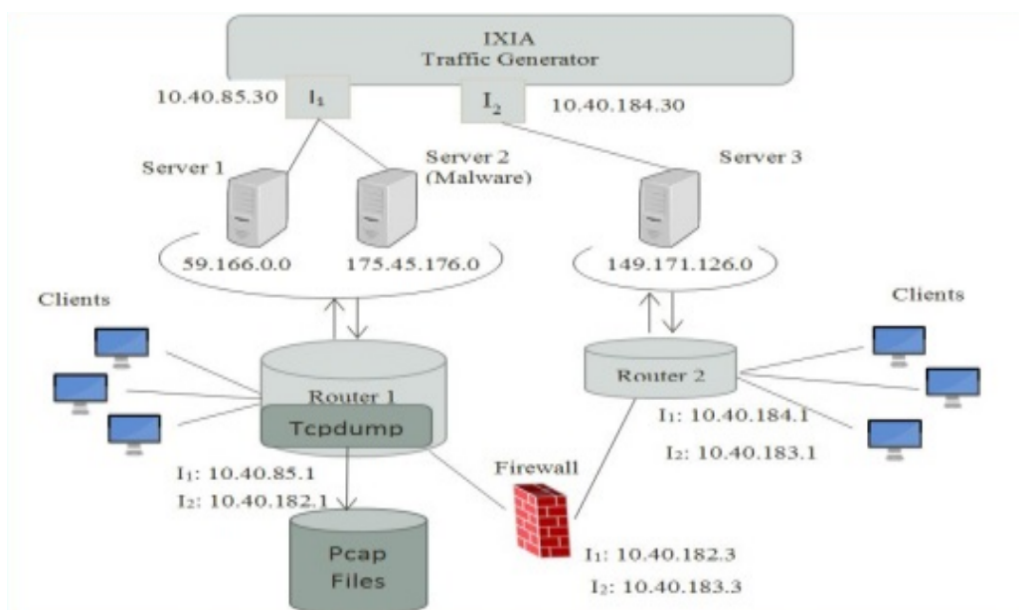 IXIA
Traffic Generator
10.40.85.30
I₁
I₂
10.40.184.30
Server 1
Server 2
(Malware)
Server 3
59.166.0.0
175.45.176.0
149.171.126.0
Clients
Clients
Router 1
Tcpdump
Router 2
I₁: 10.40.184.1
I₂: 10.40.183.1
I₁: 10.40.85.1
I₂: 10.40.182.1
Firewall
Pcap
Files
I₁: 10.40.182.3
I₂: 10.40.183.3